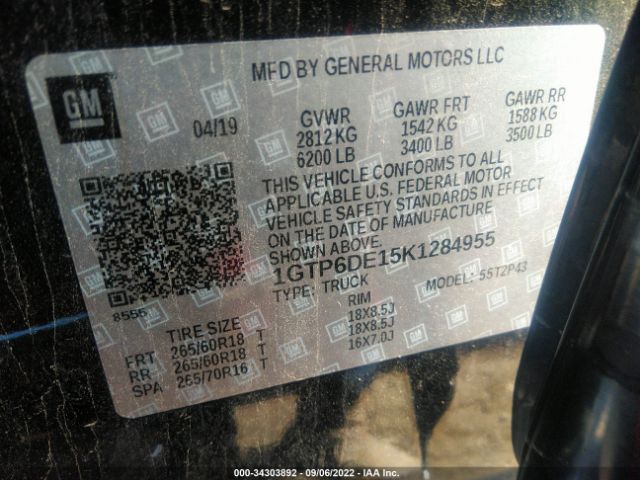 GM
MFD BY GENERAL MOTORS LLC
04/19
GVWR GAWR FRT GAWR RR
2812 KG 1542 KG 1588 KG
6200 LB 3400 LB 3500 LB
THIS VEHICLE CONFORMS TO ALL
APPLICABLE U.S. FEDERAL MOTOR
VEHICLE SAFETY STANDARDS IN EFFECT
ON THE DATE OF MANUFACTURE
SHOWN ABOVE.
1GTP6DE15K1284955
TYPE: TRUCK MODEL: 55T2P43
8555
TIRE SIZE RIM
FRT 265/60R18 T 18X8.5J
RR 265/60R18 T 18X8.5J
SPA 265/70R16 T 16X7.0J
000-34303892 - 09/06/2022 - IAA Inc.